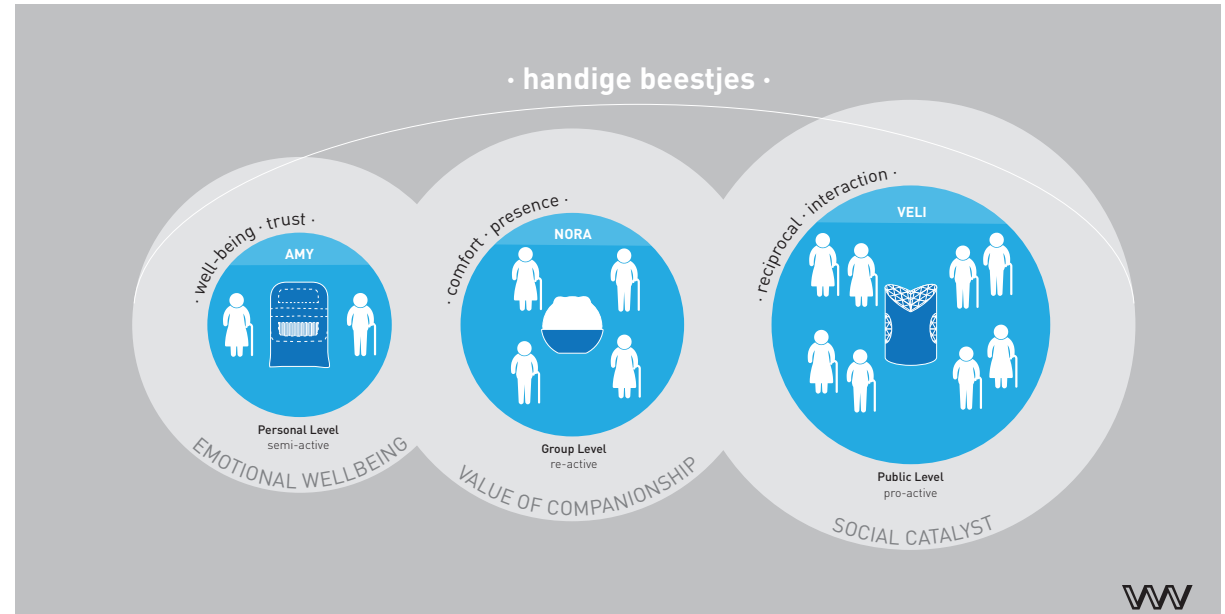 · handige beestjes ·
· well-being · trust ·
AMY
Personal Level
semi-active
EMOTIONAL WELLBEING
· comfort · presence ·
NORA
Group Level
re-active
VALUE OF COMPANIONSHIP
· reciprocal · interaction ·
VELI
Public Level
pro-active
SOCIAL CATALYST